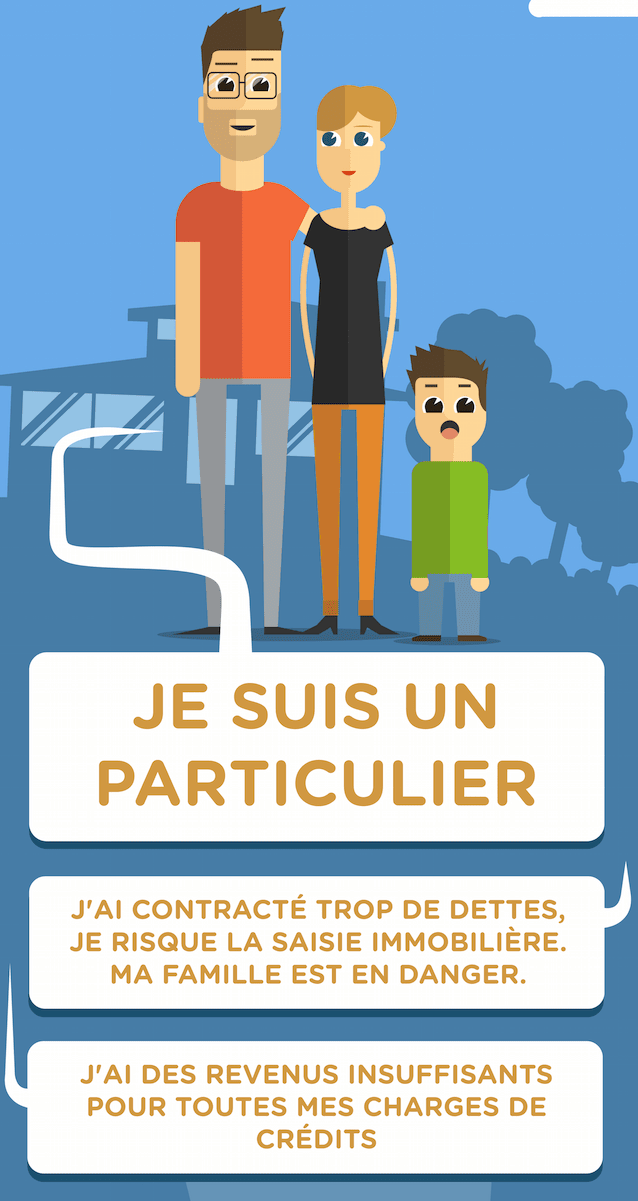 JE SUIS UN
PARTICULIER
J'AI CONTRACTÉ TROP DE DETTES,
JE RISQUE LA SAISIE IMMOBILIÈRE.
MA FAMILLE EST EN DANGER.
J'AI DES REVENUS INSUFFISANTS
POUR TOUTES MES CHARGES DE
CRÉDITS